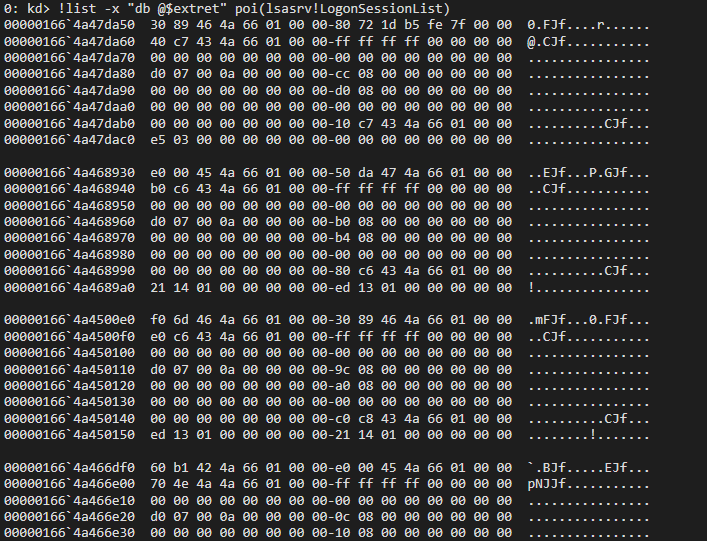 0: kd> !list -x "db @$extret" poi(lsasrv!LogonSessionList)
00000166`4a47da50  30 89 46 4a 66 01 00 00-80 72 1d b5 fe 7f 00 00  0.FJf....r......
00000166`4a47da60  40 c7 43 4a 66 01 00 00-ff ff ff ff 00 00 00 00  @.CJf...........
00000166`4a47da70  00 00 00 00 00 00 00 00-00 00 00 00 00 00 00 00  ................
00000166`4a47da80  d0 07 00 0a 00 00 00 00-cc 08 00 00 00 00 00 00  ................
00000166`4a47da90  00 00 00 00 00 00 00 00-d0 08 00 00 00 00 00 00  ................
00000166`4a47daa0  00 00 00 00 00 00 00 00-00 00 00 00 00 00 00 00  ................
00000166`4a47dab0  00 00 00 00 00 00 00 00-10 c7 43 4a 66 01 00 00  ..........CJf...
00000166`4a47dac0  e5 03 00 00 00 00 00 00-00 00 00 00 00 00 00 00  ................
00000166`4a468930  e0 00 45 4a 66 01 00 00-50 da 47 4a 66 01 00 00  ..EJf...P.GJf...
00000166`4a468940  b0 c6 43 4a 66 01 00 00-ff ff ff ff 00 00 00 00  ..CJf...........
00000166`4a468950  00 00 00 00 00 00 00 00-00 00 00 00 00 00 00 00  ................
00000166`4a468960  d0 07 00 0a 00 00 00 00-b0 08 00 00 00 00 00 00  ................
00000166`4a468970  00 00 00 00 00 00 00 00-b4 08 00 00 00 00 00 00  ................
00000166`4a468980  00 00 00 00 00 00 00 00-00 00 00 00 00 00 00 00  ................
00000166`4a468990  00 00 00 00 00 00 00 00-80 c6 43 4a 66 01 00 00  ..........CJf...
00000166`4a4689a0  21 14 01 00 00 00 00 00-ed 13 01 00 00 00 00 00  !...............
00000166`4a4500e0  f0 6d 46 4a 66 01 00 00-30 89 46 4a 66 01 00 00  .mFJf...0.FJf...
00000166`4a4500f0  e0 c6 43 4a 66 01 00 00-ff ff ff ff 00 00 00 00  ..CJf...........
00000166`4a450100  00 00 00 00 00 00 00 00-00 00 00 00 00 00 00 00  ................
00000166`4a450110  d0 07 00 0a 00 00 00 00-9c 08 00 00 00 00 00 00  ................
00000166`4a450120  00 00 00 00 00 00 00 00-a0 08 00 00 00 00 00 00  ................
00000166`4a450130  00 00 00 00 00 00 00 00-00 00 00 00 00 00 00 00  ................
00000166`4a450140  00 00 00 00 00 00 00 00-c0 c8 43 4a 66 01 00 00  ..........CJf...
00000166`4a450150  ed 13 01 00 00 00 00 00-21 14 01 00 00 00 00 00  ........!.......
00000166`4a466df0  60 b1 42 4a 66 01 00 00-e0 00 45 4a 66 01 00 00  `.BJf.....EJf...
00000166`4a466e00  70 4e 4a 4a 66 01 00 00-ff ff ff ff 00 00 00 00  pNJJf...........
00000166`4a466e10  00 00 00 00 00 00 00 00-00 00 00 00 00 00 00 00  ................
00000166`4a466e20  d0 07 00 0a 00 00 00 00-0c 08 00 00 00 00 00 00  ................
00000166`4a466e30  00 00 00 00 00 00 00 00-10 08 00 00 00 00 00 00  ................